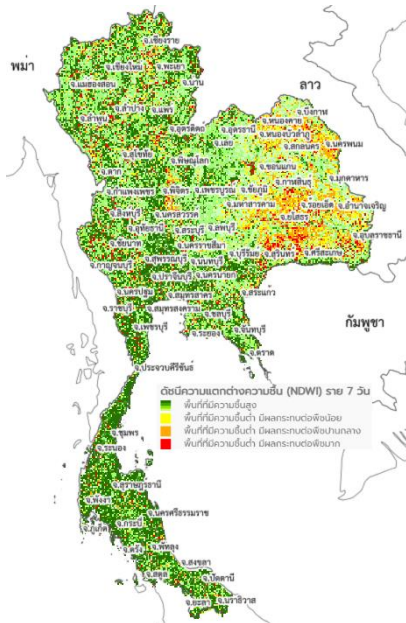 จ.เชียงราย
พม่า
จ.เชียงใหม่
จ.พะเยา
ลาว
จ.แม่ฮ่องสอน
จ.น่าน
จ.บึงกาฬ
จ.ลำปาง
จ.แพร่
จ.หนองคาย
จ.ลำพูน
จ.อุตรดิตถ์
จ.อุดรธานี
จ.หนองบัวลำภู
จ.เลย
จ.สกลนคร
จ.นครพนม
จ.สุโขทัย
จ.พิษณุโลก
จ.ขอนแก่น
จ.ตาก
จ.มุกดาหาร
จ.กำแพงเพชร
จ.พิจิตร
จ.เพชรบูรณ์
จ.ชัยภูมิ
จ.กาฬสินธุ์
จ.มหาสารคาม
จ.ร้อยเอ็ด
จ.อำนาจเจริญ
จ.สิงห์บุรี
จ.นครสวรรค์
จ.ยโสธร
จ.อุทัยธานี
จ.สระบุรี
จ.ลพบุรี
จ.อุบลราชธานี
จ.ชัยนาท
จ.นครราชสีมา
จ.บุรีรัมย์
จ.สุรินทร์
จ.ศรีสะเกษ
จ.สุพรรณบุรี
จ.นนทบุรี
จ.กาญจนบุรี
จ.ปราจีนบุรี
จ.นครนายก
จ.สระแก้ว
จ.นครปฐม
จ.สมุทรสาคร
จ.ราชบุรี
จ.สมุทรสงคราม
จ.ชลบุรี
กัมพูชา
จ.เพชรบุรี
จ.ระยอง
จ.จันทบุรี
จ.ตราด
จ.ประจวบคีรีขันธ์
ดัชนีความแตกต่างความชื้น (NDWI) ราย 7 วัน
พื้นที่ที่มีความชื้นสูง
พื้นที่ที่มีความชื้นต่ำ มีผลกระทบต่อพืชน้อย
พื้นที่ที่มีความชื้นต่ำ มีผลกระทบต่อพืชปานกลาง
พื้นที่ที่มีความชื้นต่ำ มีผลกระทบต่อพืชมาก
จ.ชุมพร
จ.ระนอง
จ.สุราษฎร์ธานี
จ.พังงา
จ.นครศรีธรรมราช
จ.กระบี่
จ.ภูเก็ต
จ.ตรัง
จ.พัทลุง
จ.สงขลา
จ.สตูล
จ.ปัตตานี
จ.ยะลา
จ.นราธิวาส